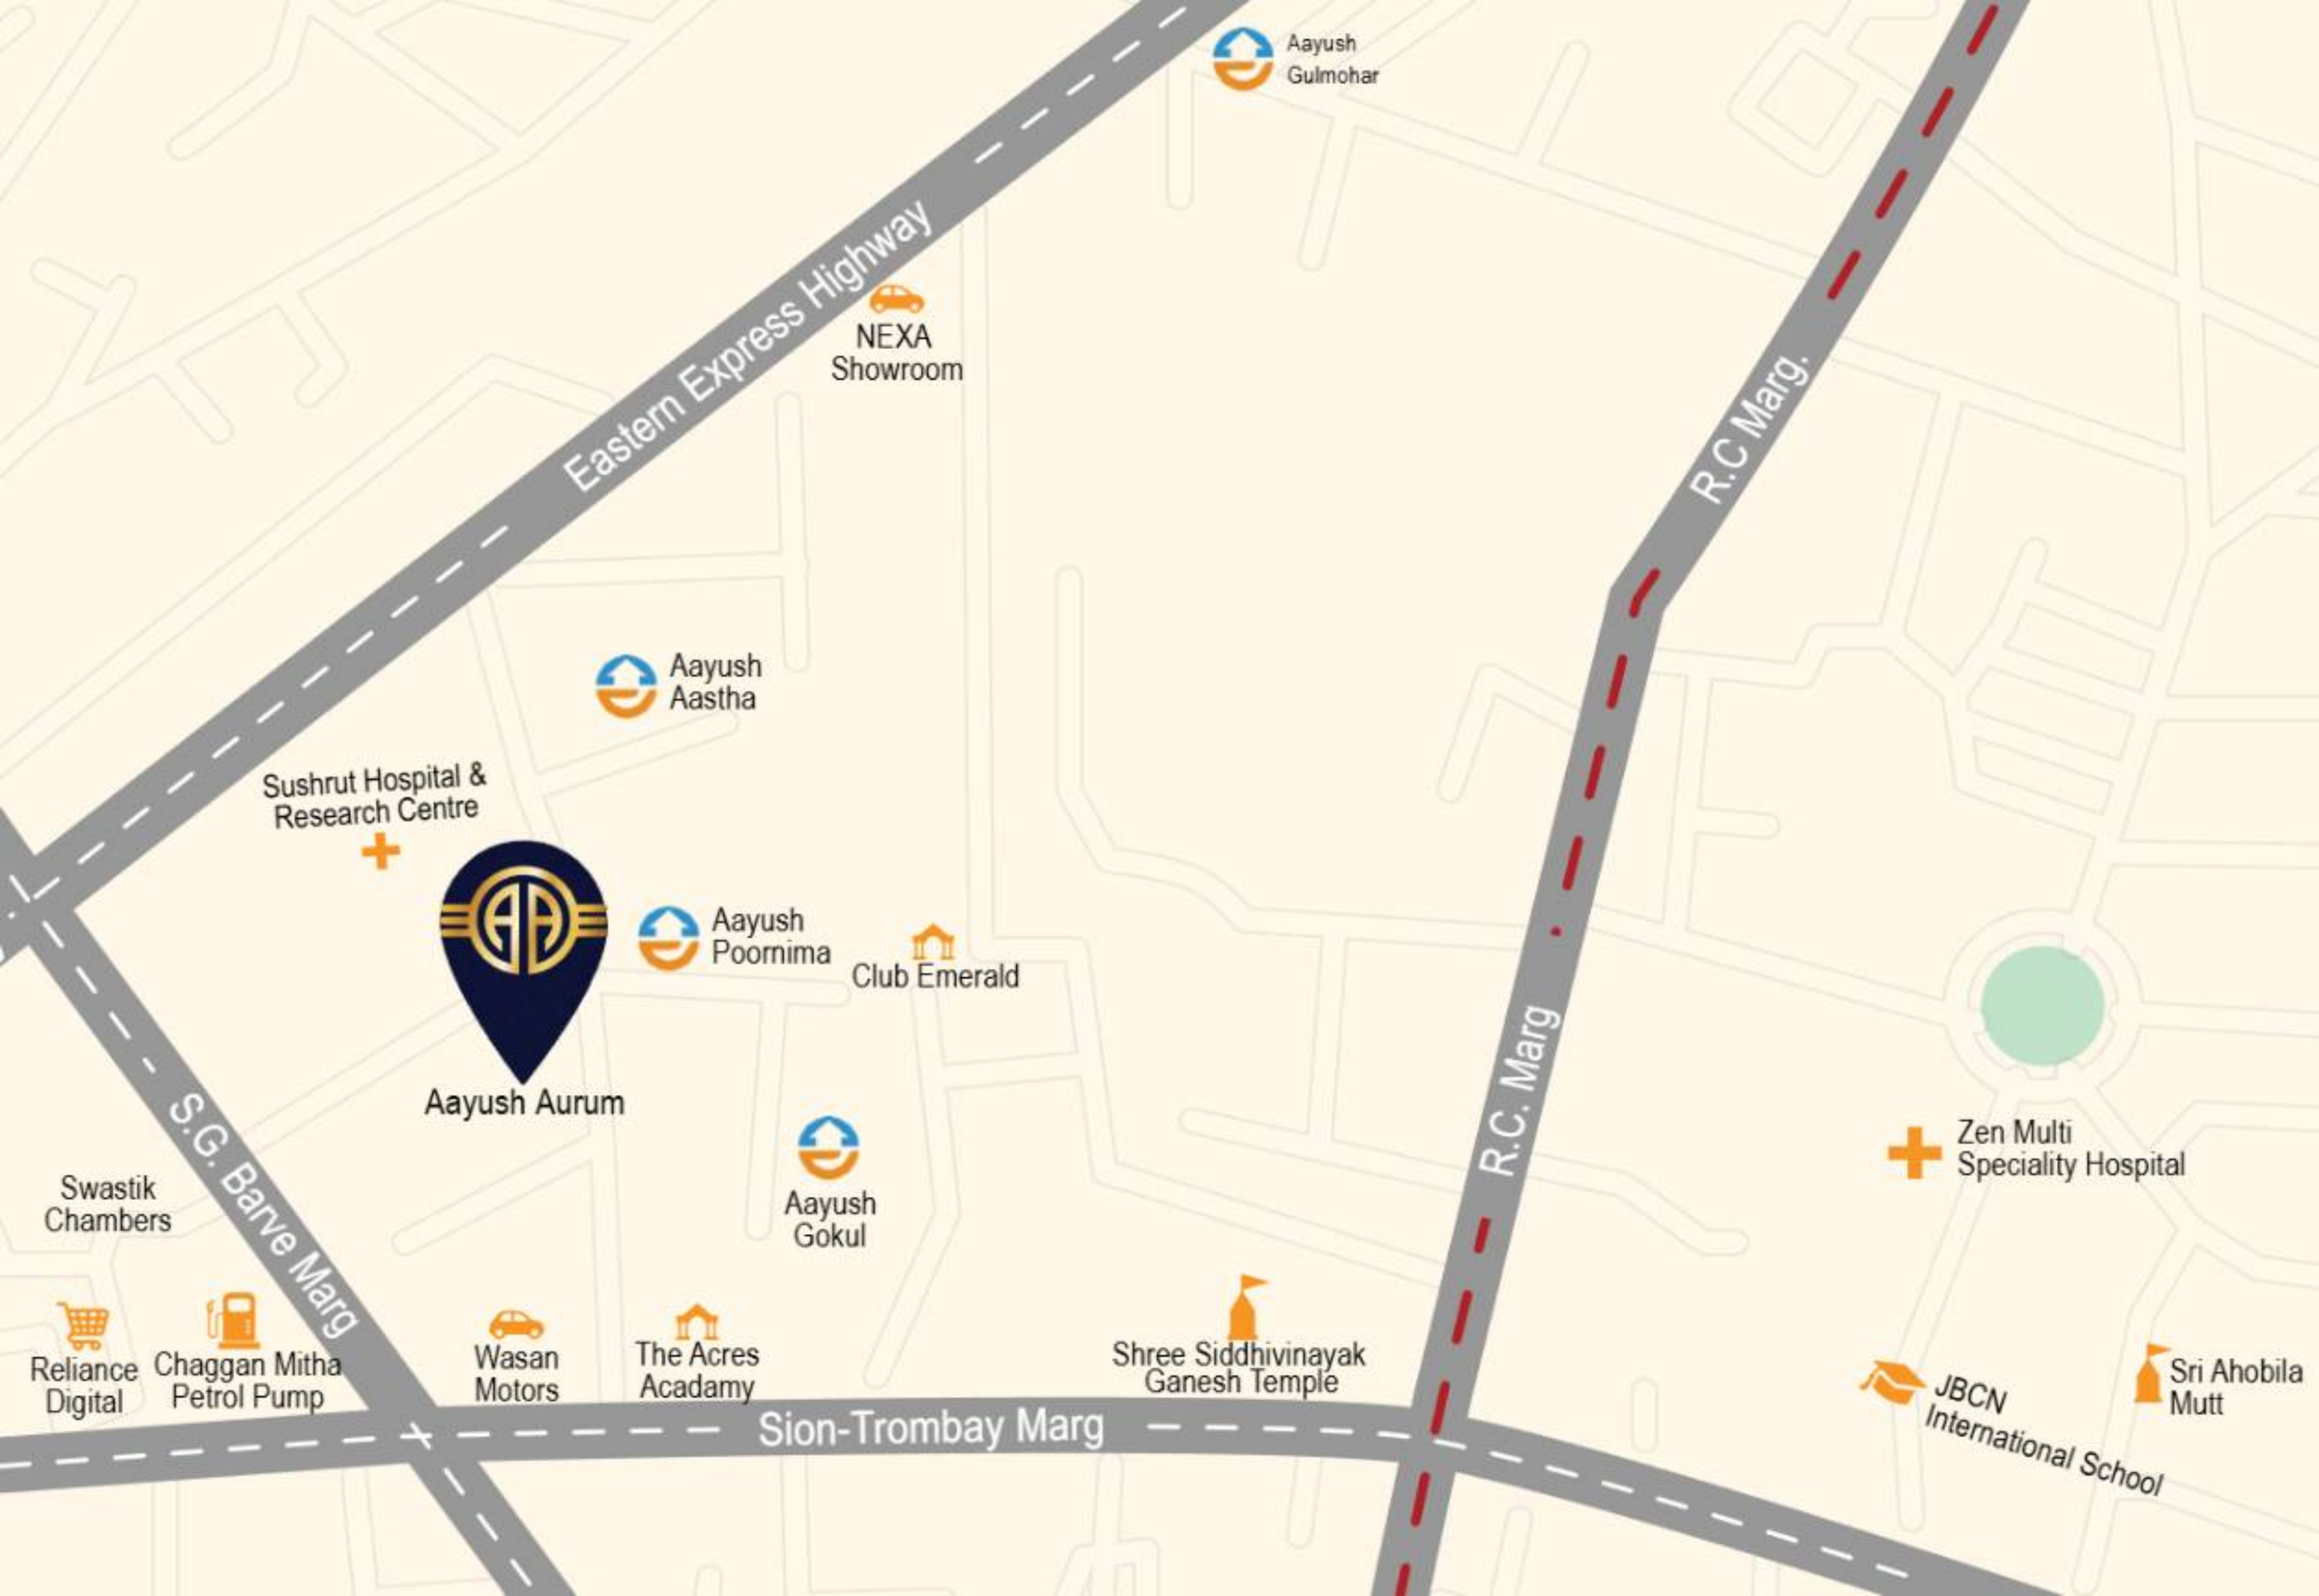 Aayush
Gulmohar
Eastern Express Highway
NEXA
Showroom
R.C Marg.
Aayush
Aastha
Sushrut Hospital &
Research Centre
Aayush
Poornima
Club Emerald
Aayush Aurum
R.C. Marg
S.G. Barve Marg
Zen Multi
Speciality Hospital
Swastik
Chambers
Aayush
Gokul
Reliance
Digital
Chaggan Mitha
Petrol Pump
Wasan
Motors
The Acres
Acadamy
Shree Siddhivinayak
Ganesh Temple
JBCN
International School
Sri Ahobila
Mutt
Sion-Trombay Marg